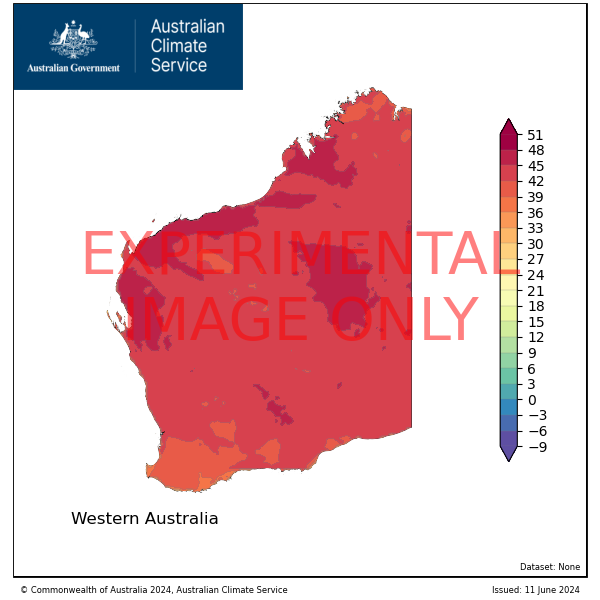 Australian
Climate
Service
Australian Government
51
48
45
42
39
36
33
30
27
24
21
18
15
12
9
6
3
0
−3
−6
−9
EXPERIMENTAL
IMAGE ONLY
Western Australia
Dataset: None
© Commonwealth of Australia 2024, Australian Climate Service
Issued: 11 June 2024